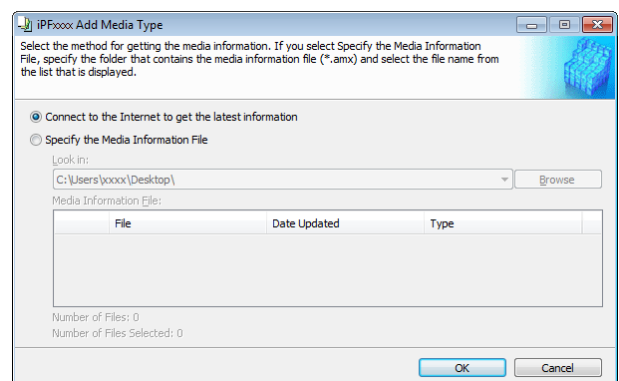 iPFxxxx Add Media Type
Select the method for getting the media information. If you select Specify the Media Information
File, specify the folder that contains the media information file (*.amx) and select the file name from
the list that is displayed.
Connect to the Internet to get the latest information
Specify the Media Information File
Look in:
C:\Users\xxxx\Desktop\ Browse
Media Information File:
File Date Updated Type
Number of Files: 0
Number of Files Selected: 0
OK Cancel